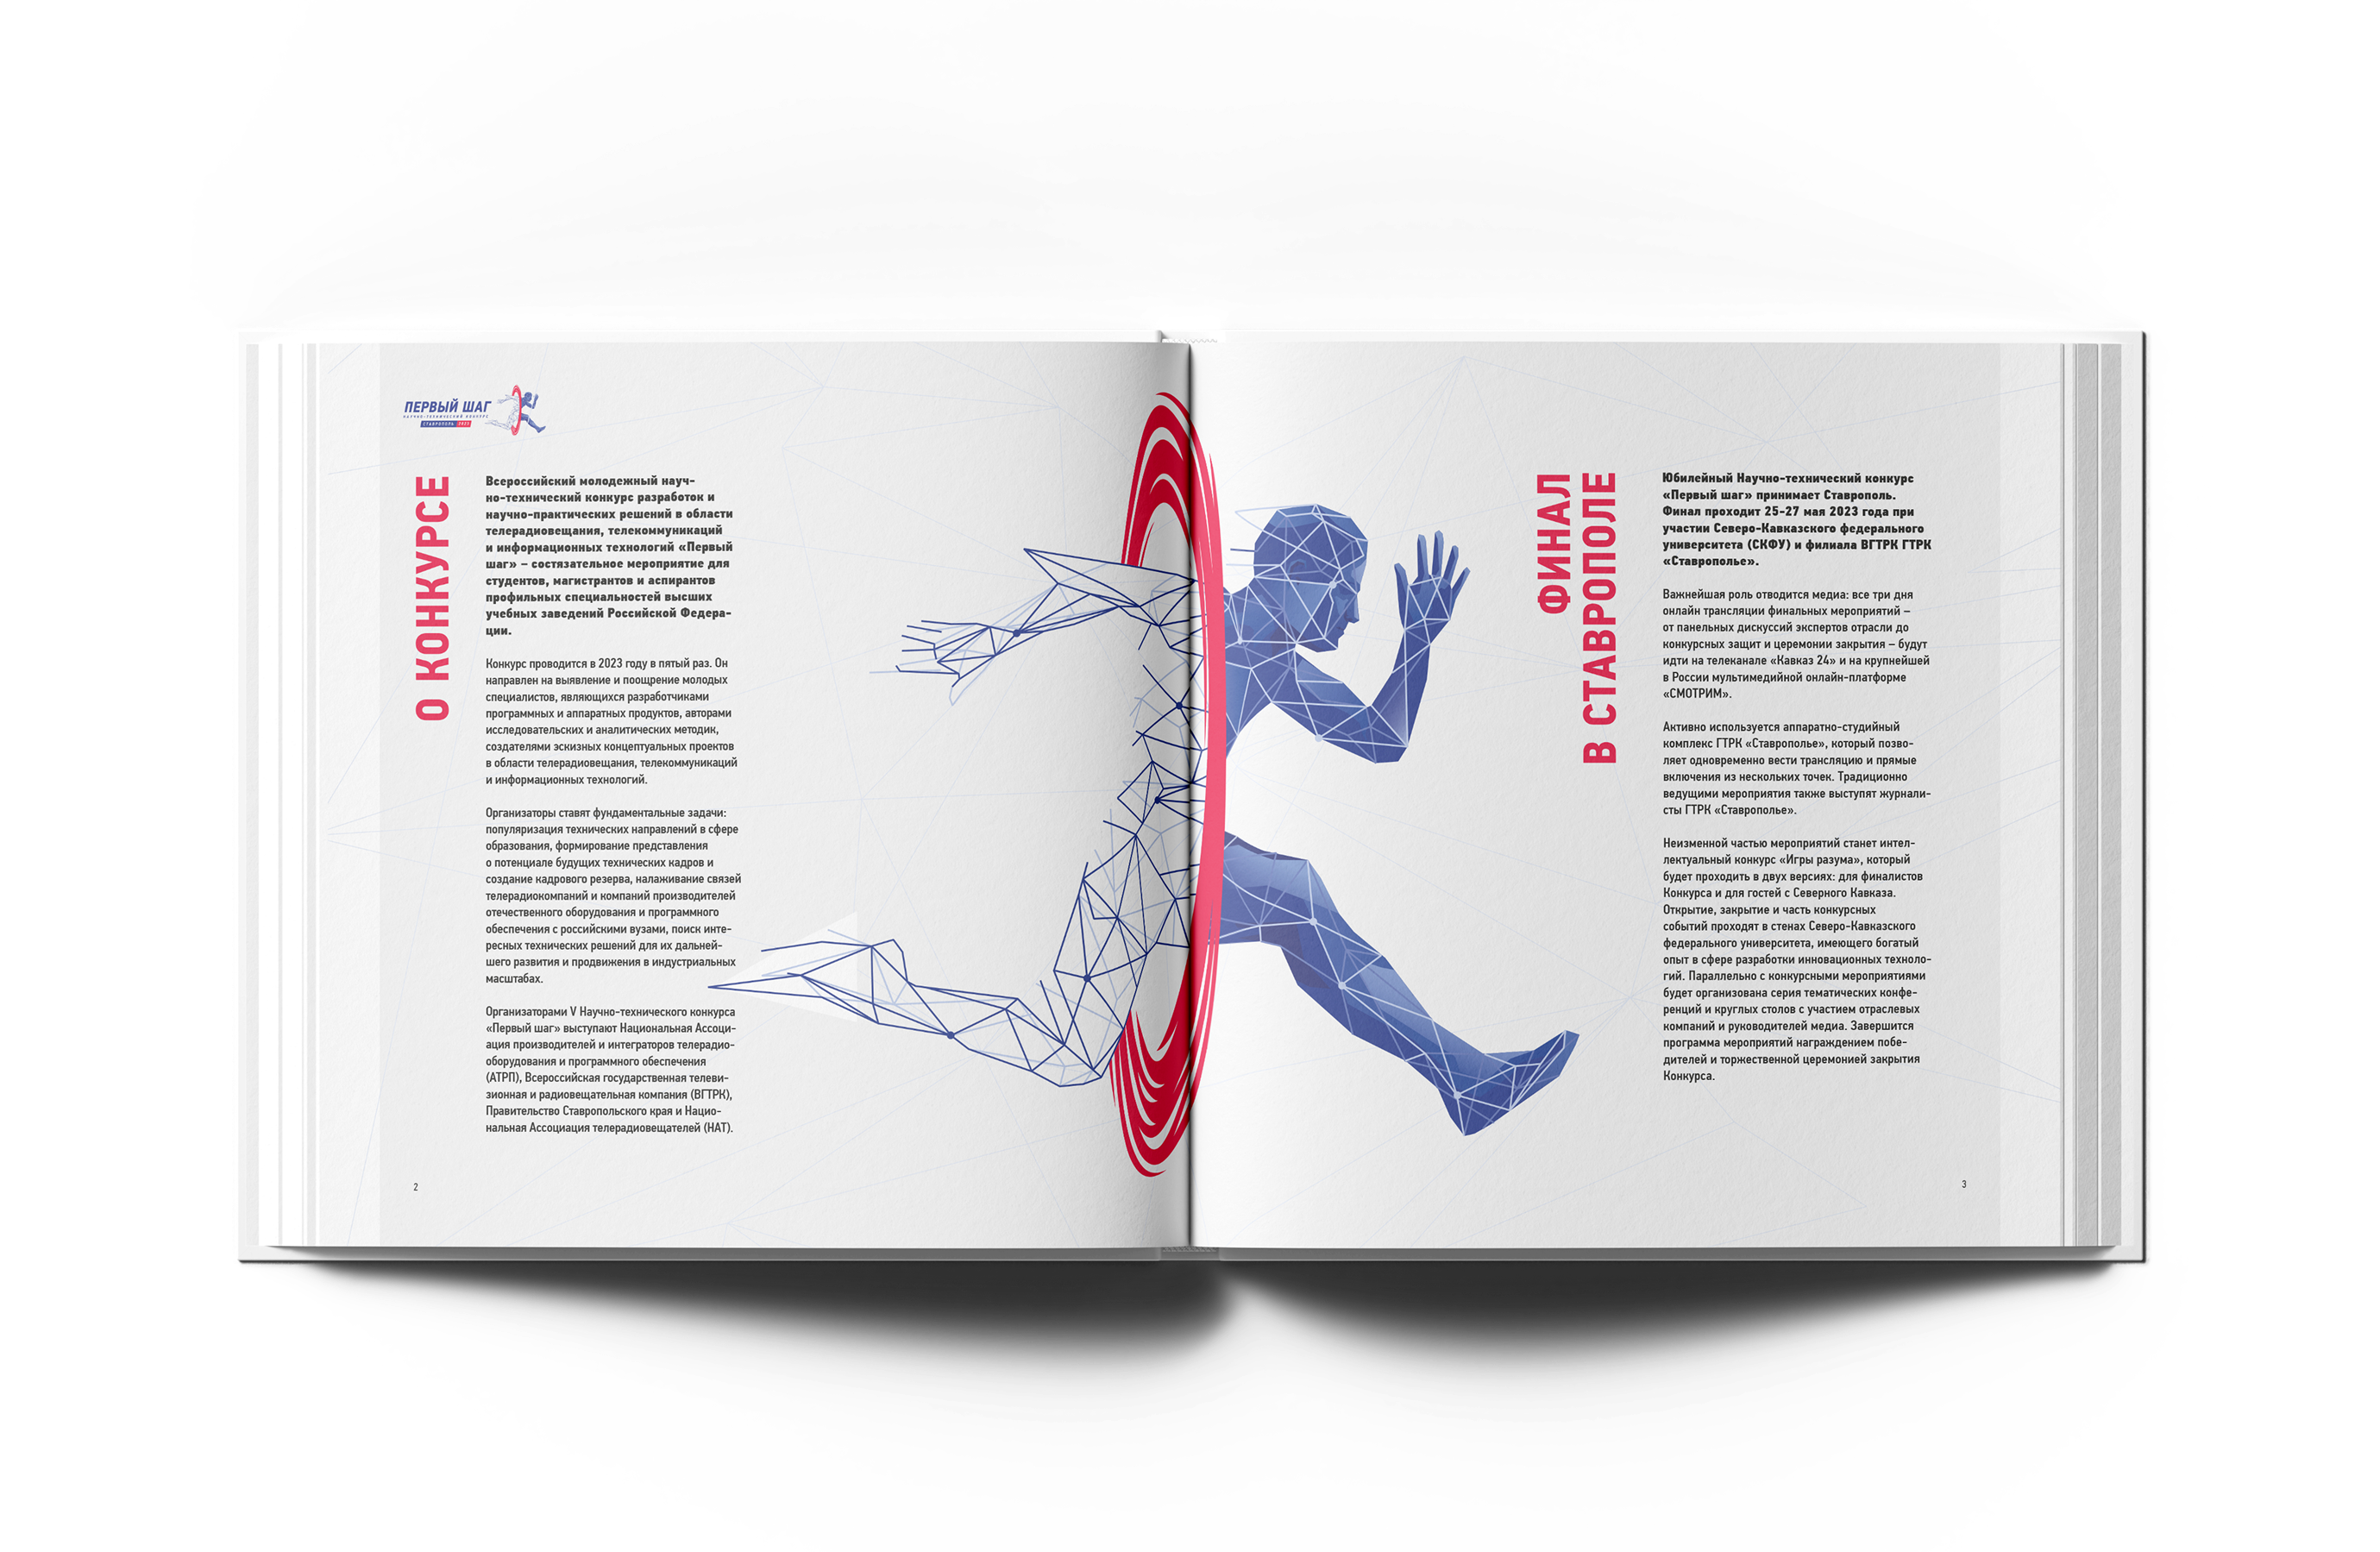 ПЕРВЫЙ ШАГ
НАУЧНО-ТЕХНИЧЕСКИЙ КОНКУРС
СТАВРОПОЛЬ 2023
О КОНКУРСЕ
Всероссийский молодежный науч-
но-технический конкурс разработок и
научно-практических решений в области
телерадиовещания, телекоммуникаций
и информационных технологий «Первый
шаг» – состязательное мероприятие для
студентов, магистрантов и аспирантов
профильных специальностей высших
учебных заведений Российской Федера-
ции.
Конкурс проводится в 2023 году в пятый раз. Он
направлен на выявление и поощрение молодых
специалистов, являющихся разработчиками
программных и аппаратных продуктов, авторами
исследовательских и аналитических методик,
создателями эскизных концептуальных проектов
в области телерадиовещания, телекоммуникаций
и информационных технологий.
Организаторы ставят фундаментальные задачи:
популяризация технических направлений в сфере
образования, формирование представления
о потенциале будущих технических кадров и
создание кадрового резерва, налаживание связей
телерадиокомпаний и компаний производителей
отечественного оборудования и программного
обеспечения с российскими вузами, поиск инте-
ресных технических решений для их дальней-
шего развития и продвижения в индустриальных
масштабах.
Организаторами V Научно-технического конкурса
«Первый шаг» выступают Национальная Ассоци-
ация производителей и интеграторов телерадио-
оборудования и программного обеспечения
(АТРП), Всероссийская государственная телеви-
зионная и радиовещательная компания (ВГТРК),
Правительство Ставропольского края и Нацио-
нальная Ассоциация телерадиовещателей (НАТ).
2
ФИНАЛ
В СТАВРОПОЛЕ
Юбилейный Научно-технический конкурс
«Первый шаг» принимает Ставрополь.
Финал проходит 25-27 мая 2023 года при
участии Северо-Кавказского федерального
университета (СКФУ) и филиала ВГТРК ГТРК
«Ставрополье».
Важнейшая роль отводится медиа: все три дня
онлайн трансляции финальных мероприятий –
от панельных дискуссий экспертов отрасли до
конкурсных защит и церемонии закрытия – будут
идти на телеканале «Кавказ 24» и на крупнейшей
в России мультимедийной онлайн-платформе
«СМОТРИМ».
Активно используется аппаратно-студийный
комплекс ГТРК «Ставрополье», который позво-
ляет одновременно вести трансляцию и прямые
включения из нескольких точек. Традиционно
ведущими мероприятия также выступят журнали-
сты ГТРК «Ставрополье».
Неизменной частью мероприятий станет интел-
лектуальный конкурс «Игры разума», который
будет проходить в двух версиях: для финалистов
Конкурса и для гостей с Северного Кавказа.
Открытие, закрытие и часть конкурсных
событий проходят в стенах Северо-Кавказского
федерального университета, имеющего богатый
опыт в сфере разработки инновационных техноло-
гий. Параллельно с конкурсными мероприятиями
будет организована серия тематических конфе-
ренций и круглых столов с участием отраслевых
компаний и руководителей медиа. Завершится
программа мероприятий награждением побе-
дителей и торжественной церемонией закрытия
Конкурса.
3